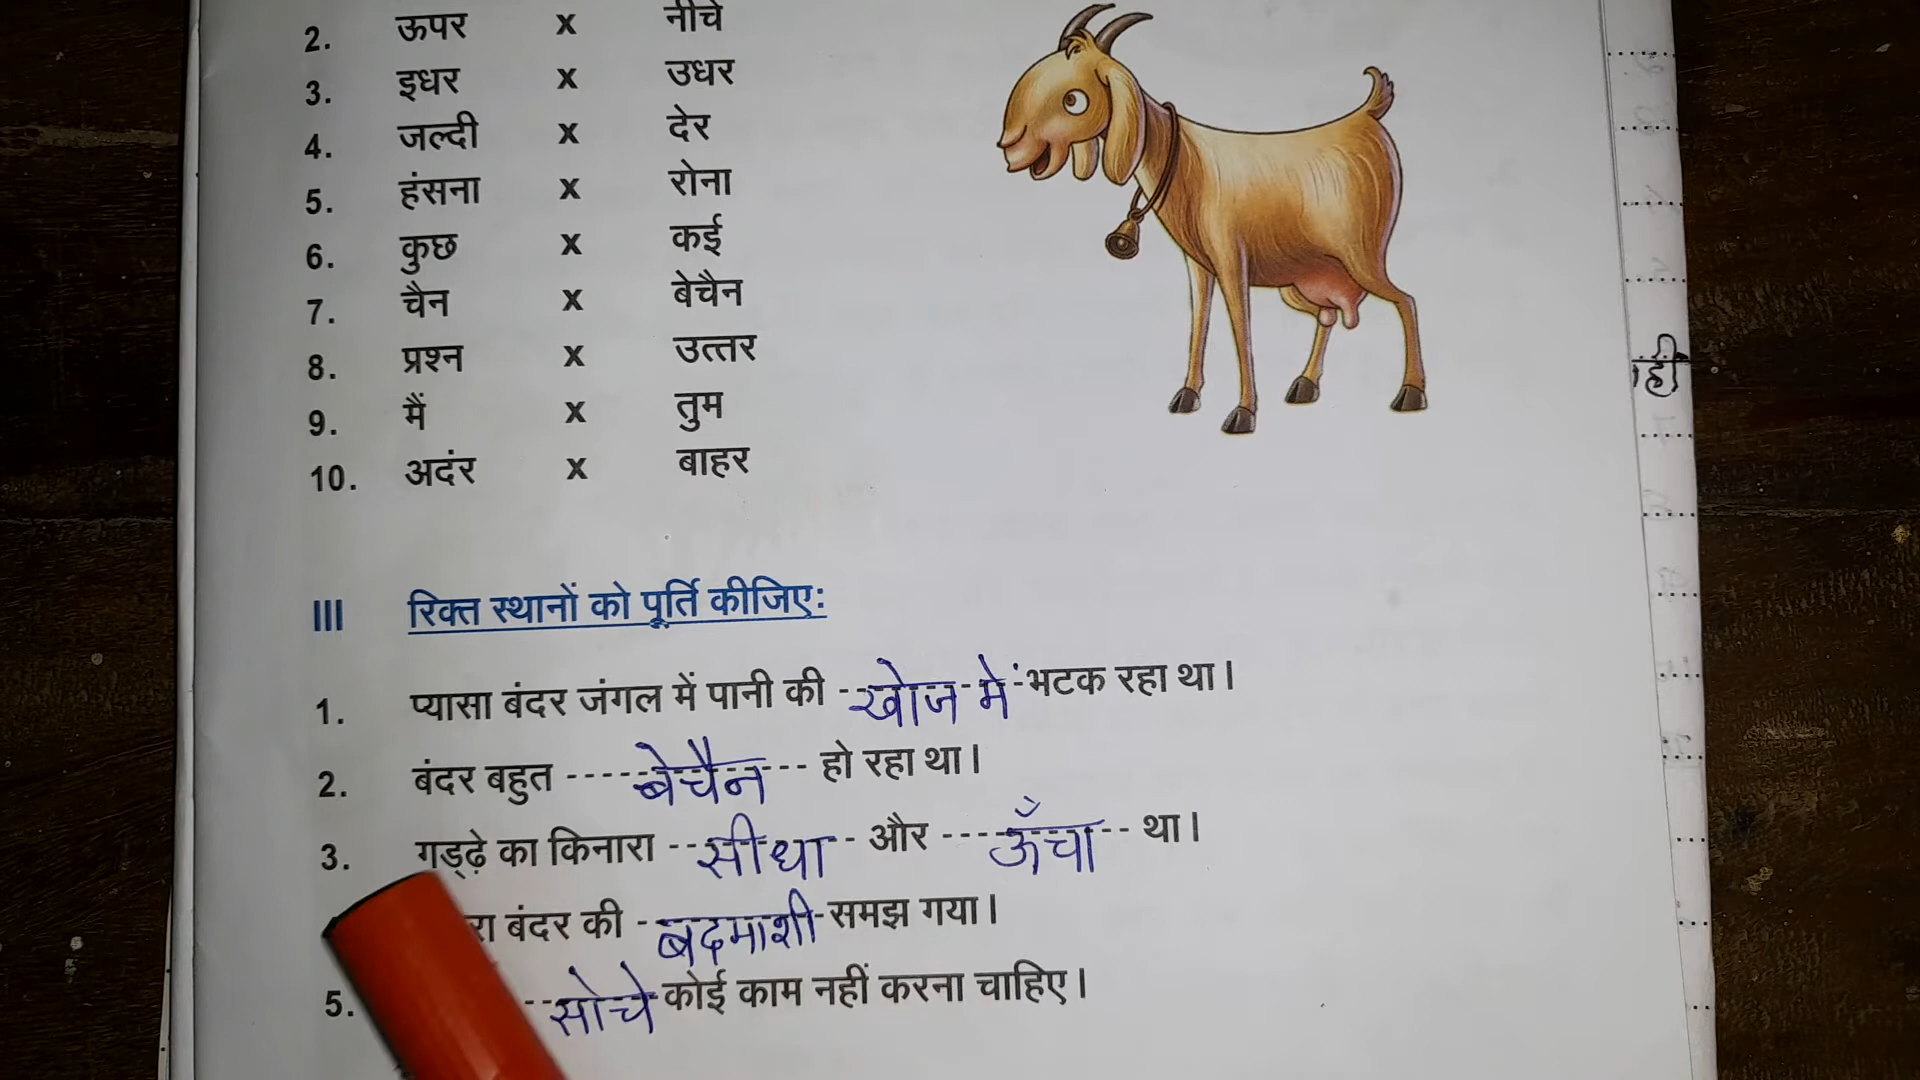 2. ऊपर x नीचे
3. इधर x उधर
4. जल्दी x देर
5. हंसना x रोना
6. कुछ x कई
7. चैन x बेचैन
8. प्रश्न x उत्तर
9. मैं x तुम
10. अदंर x बाहर
ही
III रिक्त स्थानों को पूर्ति कीजिए:
1. प्यासा बंदर जंगल में पानी की खोज में भटक रहा था।
2. बंदर बहुत बेचैन हो रहा था।
3. गड्ढ़े का किनारा सीधा और ऊँचा था।
बंदर की बदमाशी समझ गया।
5. सोचे कोई काम नहीं करना चाहिए।